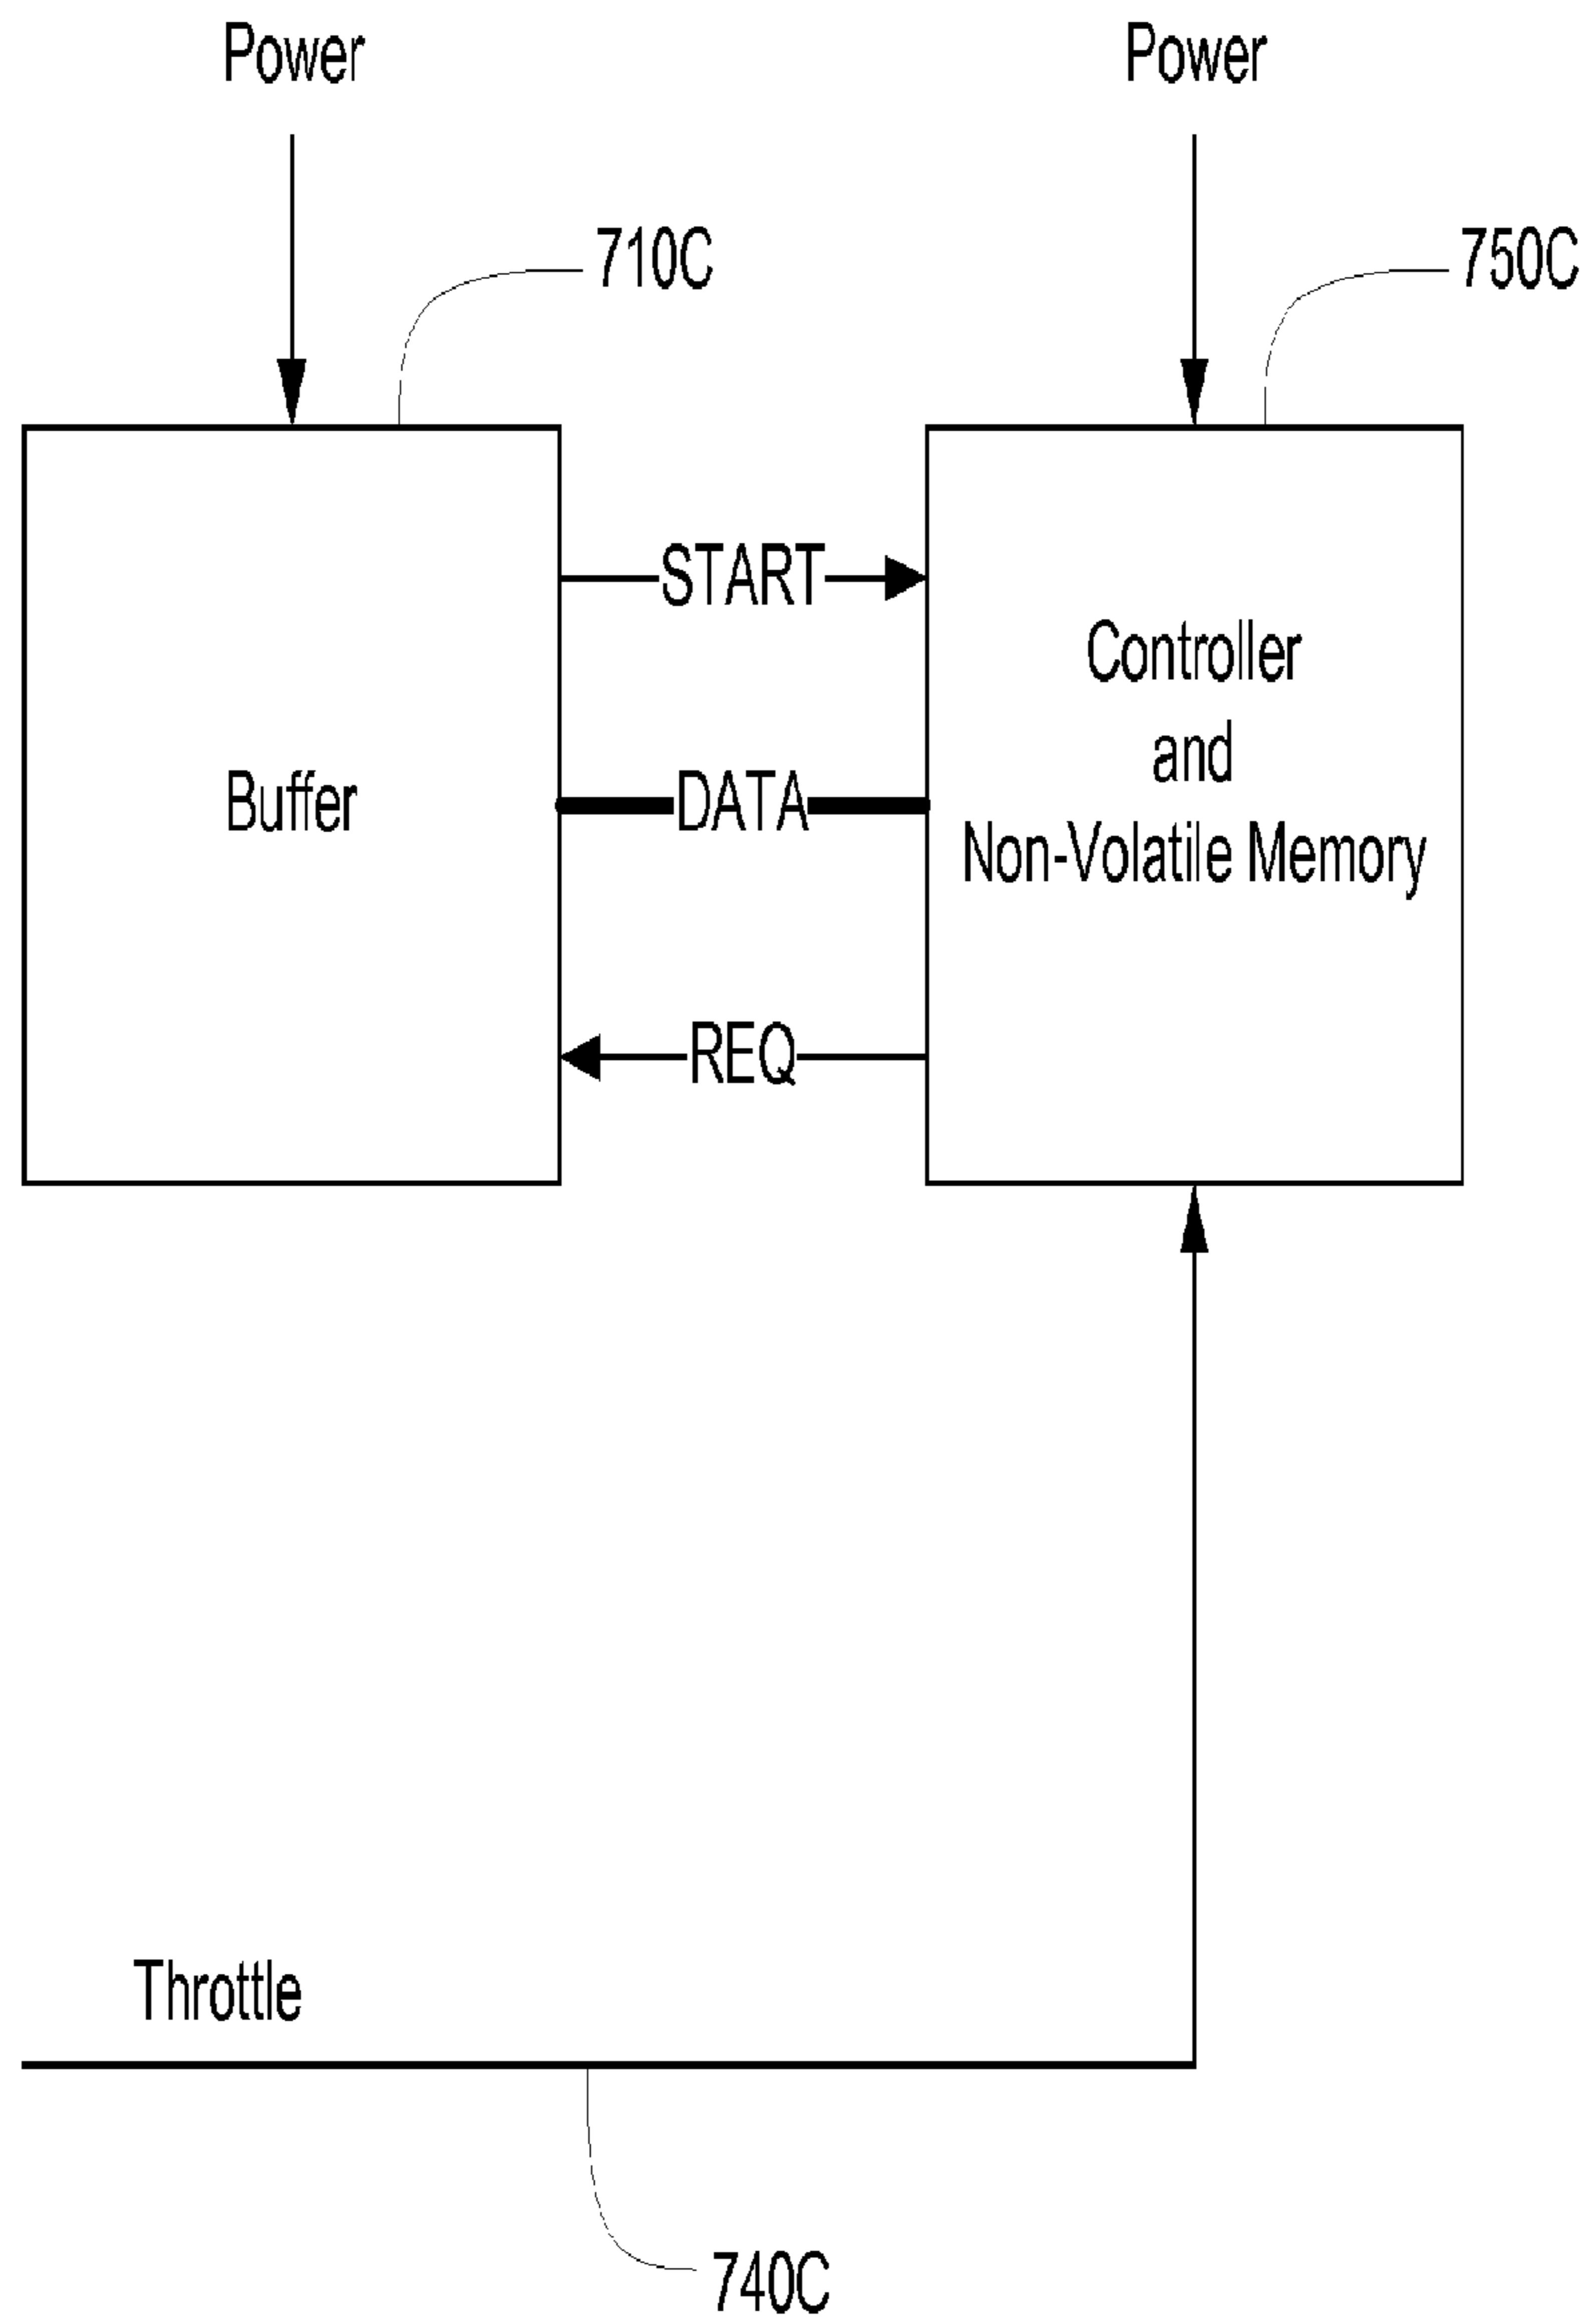 Power
Power
710C
750C
START
Controller
and
Non-Volatile Memory
Buffer
DATA
REQ
Throttle
740C